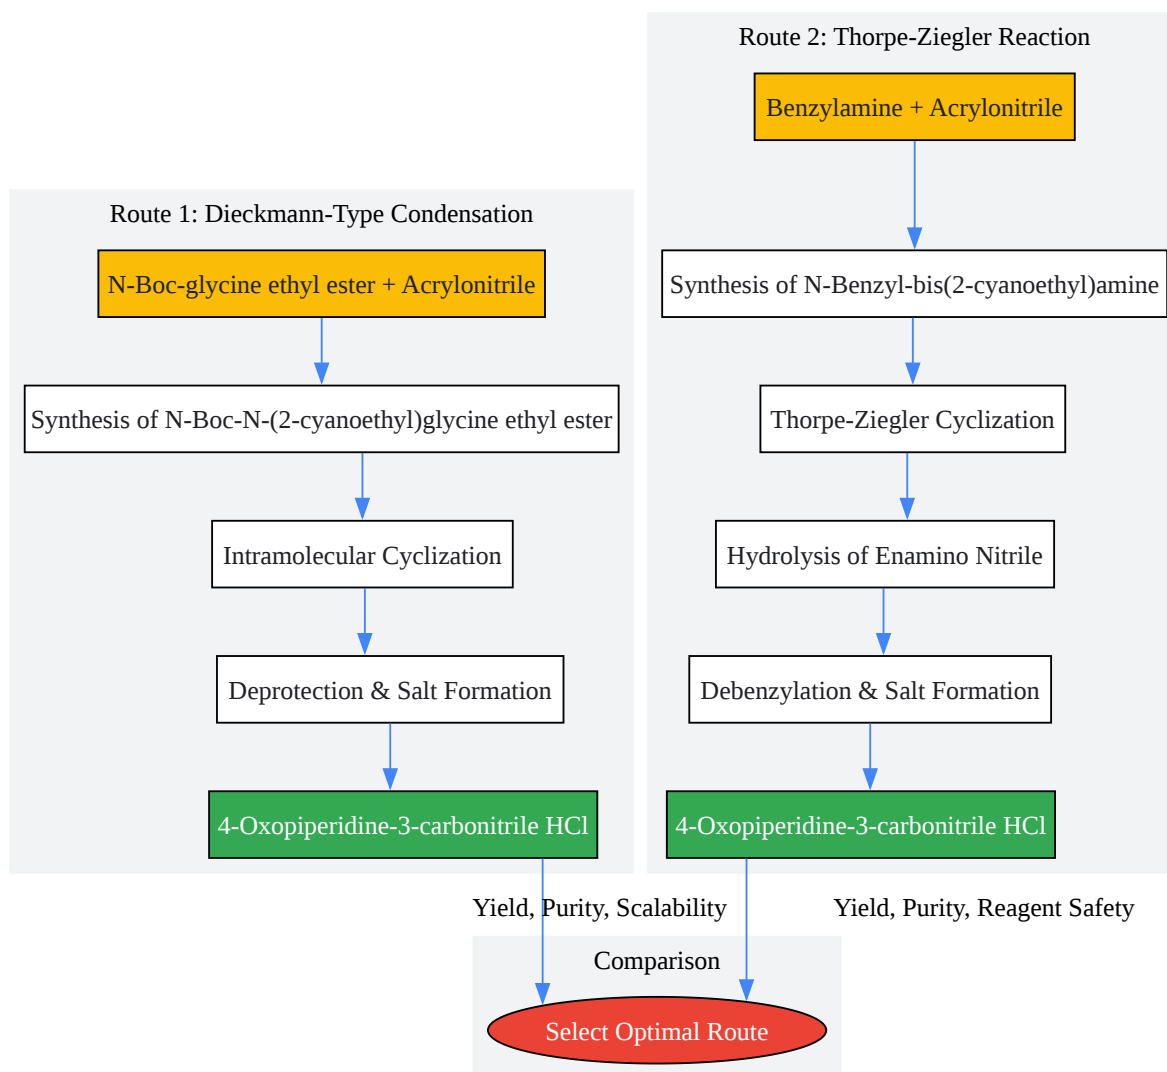 Route 2: Thorpe-Ziegler Reaction
Benzylamine + Acrylonitrile
Route 1: Dieckmann-Type Condensation
N-Boc-glycine ethyl ester + Acrylonitrile
Synthesis of N-Benzyl-bis(2-cyanoethyl)amine
Synthesis of N-Boc-N-(2-cyanoethyl)glycine ethyl ester
Thorpe-Ziegler Cyclization
Intramolecular Cyclization
Hydrolysis of Enamino Nitrile
Deprotection & Salt Formation
Debenzylation & Salt Formation
4-Oxopiperidine-3-carbonitrile HCl
4-Oxopiperidine-3-carbonitrile HCl
Yield, Purity, Scalability
Yield, Purity, Reagent Safety
Comparison
Select Optimal Route